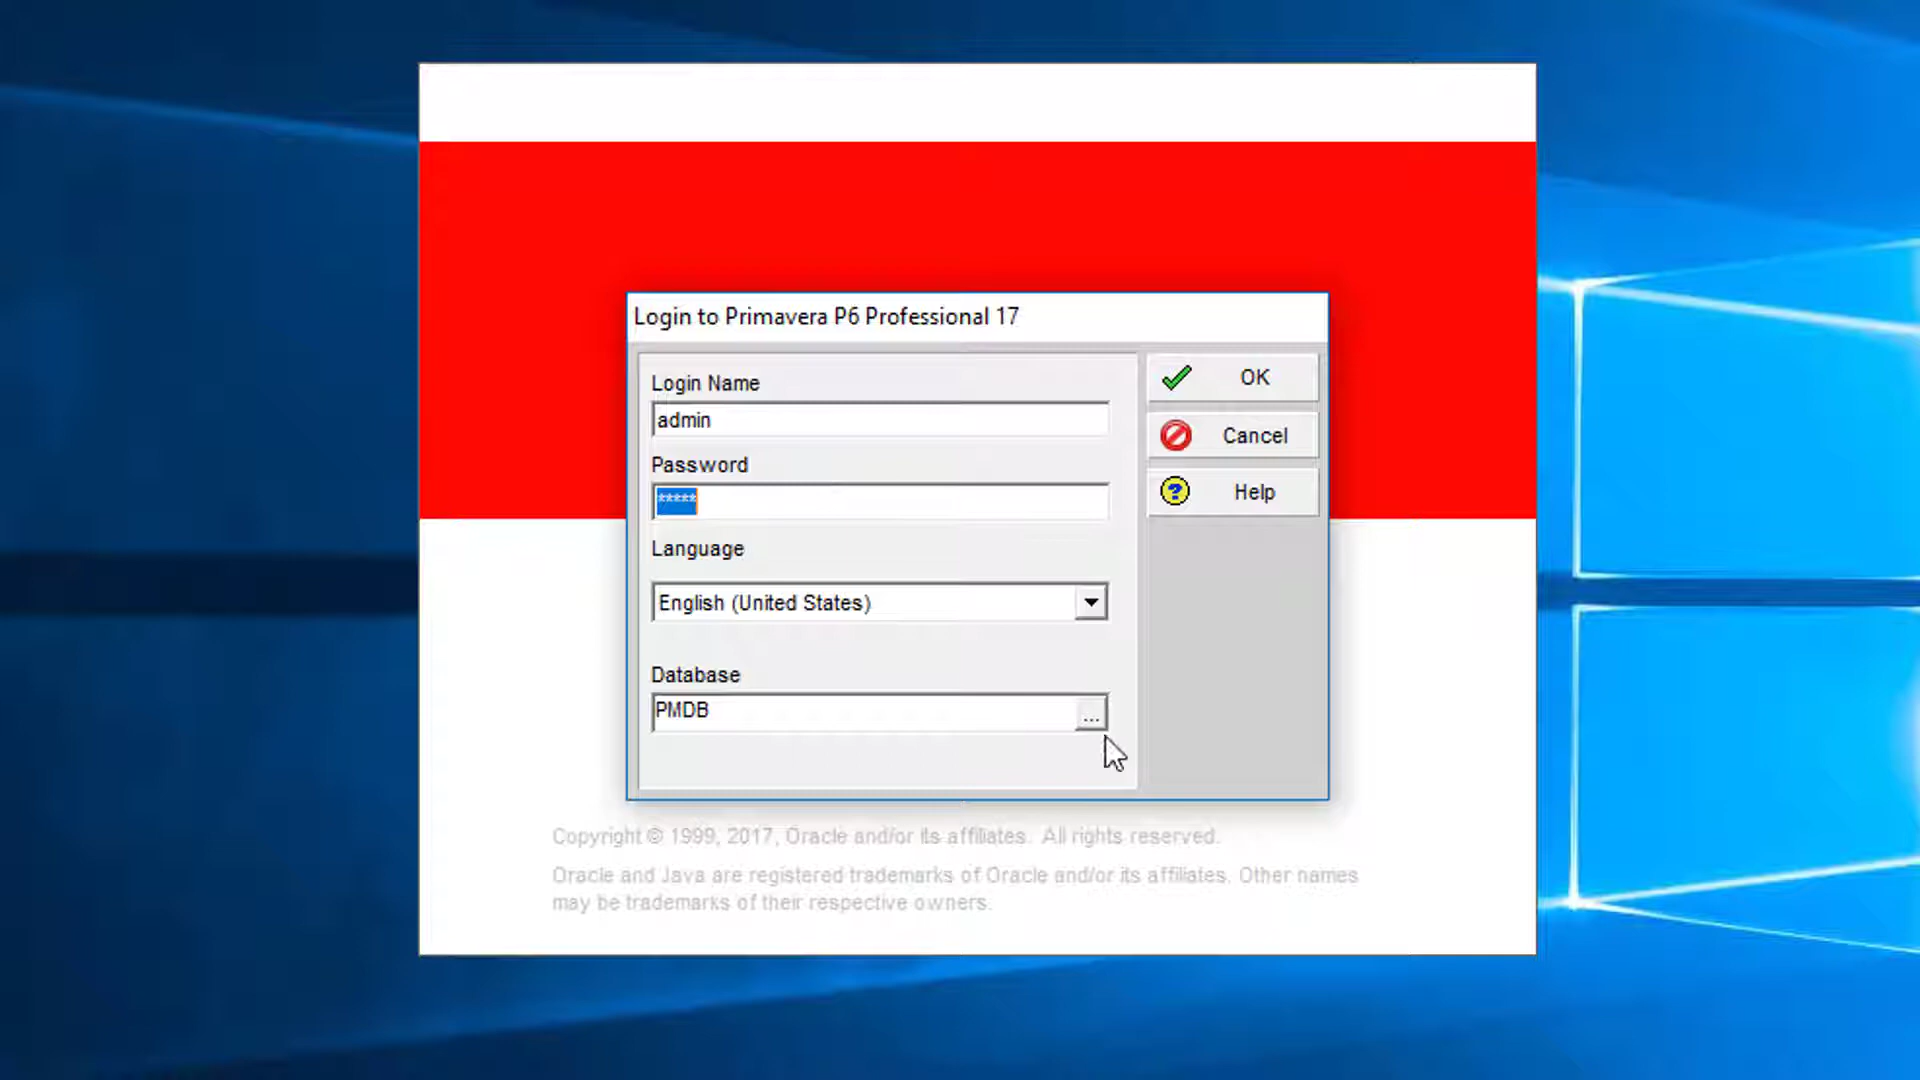 Login to Primavera P6 Professional 17
Login Name
OK
admin
Cancel
Password
*****
Help
Language
English (United States)
Database
PMDB
...
Copyright © 1999, 2017, Oracle and/or its affiliates. All rights reserved.
Oracle and Java are registered trademarks of Oracle and/or its affiliates. Other names
may be trademarks of their respective owners.